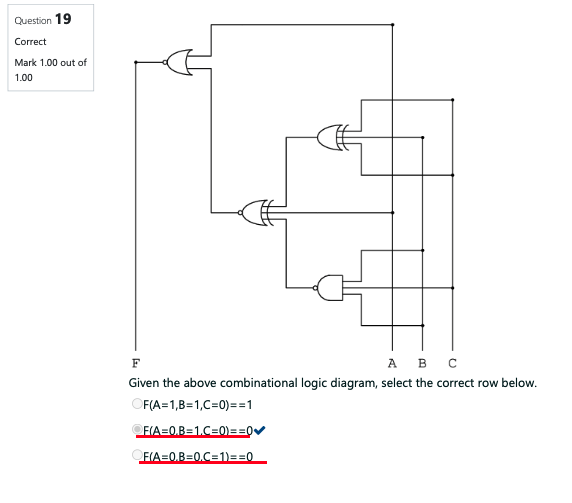 Question 19
Correct
Mark 1.00 out of
1.00
F A B C
Given the above combinational logic diagram, select the correct row below.
F(A=1,B=1,C=0)==1
F(A=0,B=1,C=0)==0
F(A=0,B=0,C=1)==0